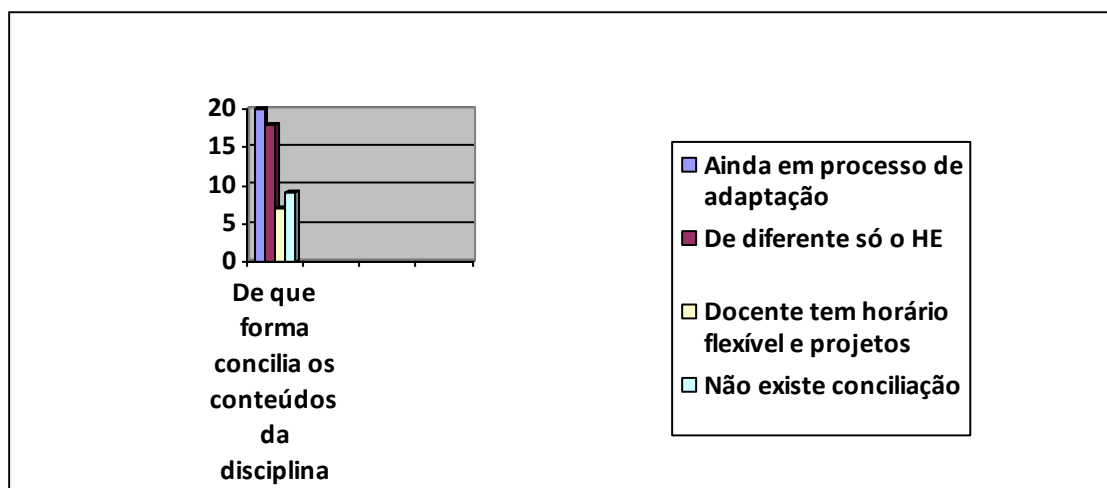 20
15
10
5
0
De que
forma
concilia os
conteúdos
da
disciplina
Ainda em processo de
adaptação
De diferente só o HE
Docente tem horário
flexível e projetos
Não existe conciliação